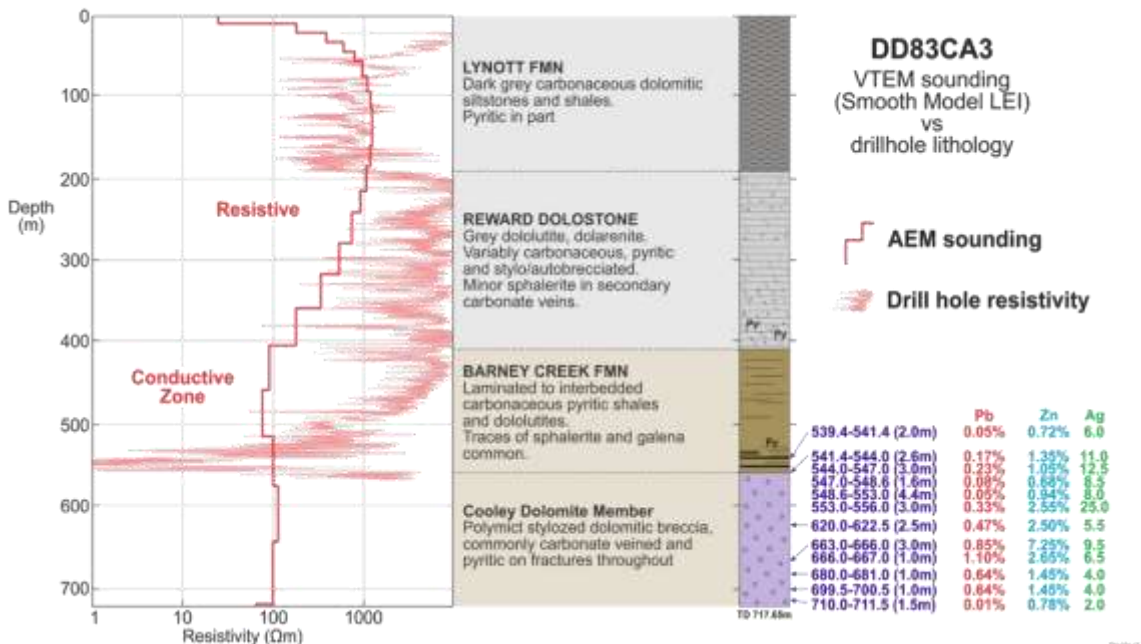 0
100
200
300
400
500
600
700
Depth
(m)
1
10
100
1000
Resistivity (Ωm)
Resistive
Conductive
Zone
LYNOTT FMN
Dark grey carbonaceous dolomitic
siltstones and shales.
Pyritic in part
REWARD DOLOSTONE
Grey dololutite, dolarenite.
Variably carbonaceous, pyritic
and stylo/autobrecciated.
Minor sphalerite in secondary
carbonate veins.
BARNEY CREEK FMN
Laminated to interbedded
carbonaceous pyritic shales
and dololutites.
Traces of sphalerite and galena
common.
Cooley Dolomite Member
Polymict stylozed dolomitic breccia,
commonly carbonate veined and
pyritic on fractures throughout
Py
Py
Py
TD 717.65m
DD83CA3
VTEM sounding
(Smooth Model LEI)
vs
drillhole lithology
AEM sounding
Drill hole resistivity
Pb Zn Ag
539.4-541.4 (2.0m) 0.05% 0.72% 6.0
541.4-544.0 (2.6m) 0.17% 1.35% 11.0
544.0-547.0 (3.0m) 0.23% 1.05% 12.5
547.0-548.6 (1.6m) 0.08% 0.68% 8.5
548.6-553.0 (4.4m) 0.05% 0.94% 8.0
553.0-556.0 (3.0m) 0.33% 2.55% 25.0
620.0-622.5 (2.5m) 0.47% 2.50% 5.5
663.0-666.0 (3.0m) 0.85% 7.25% 9.5
666.0-667.0 (1.0m) 1.10% 2.65% 6.5
680.0-681.0 (1.0m) 0.64% 1.45% 4.0
699.5-700.5 (1.0m) 0.64% 1.45% 4.0
710.0-711.5 (1.5m) 0.01% 0.78% 2.0